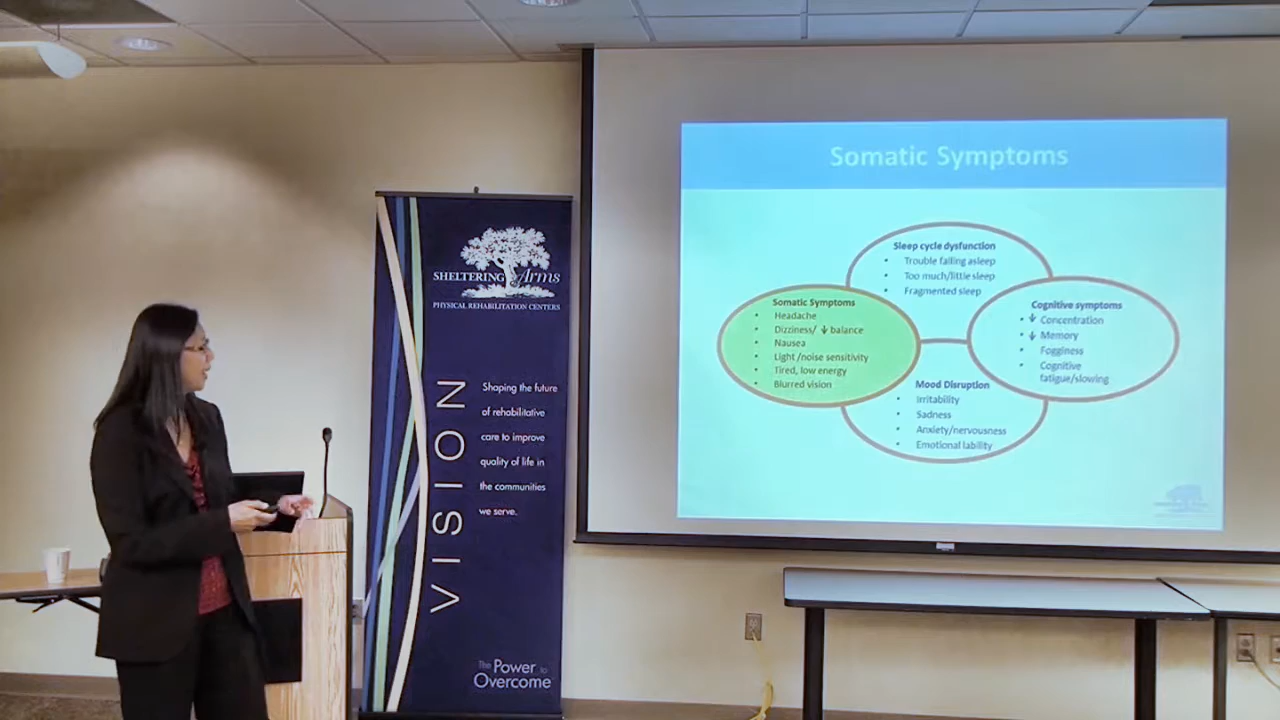 SHELTERING Arms
PHYSICAL REHABILITATION CENTERS
VISION
Shaping the future
of rehabilitative
care to improve
quality of life in
the communities
we serve.
The Power to
Overcome
Somatic Symptoms
Sleep cycle dysfunction
• Trouble falling asleep
• Too much/little sleep
• Fragmented sleep
Somatic Symptoms
• Headache
• Dizziness/ ↓ balance
• Nausea
• Light /noise sensitivity
• Tired, low energy
• Blurred vision
Cognitive symptoms
• ↓ Concentration
• ↓ Memory
• Fogginess
• Cognitive
fatigue/slowing
Mood Disruption
• Irritability
• Sadness
• Anxiety/nervousness
• Emotional lability